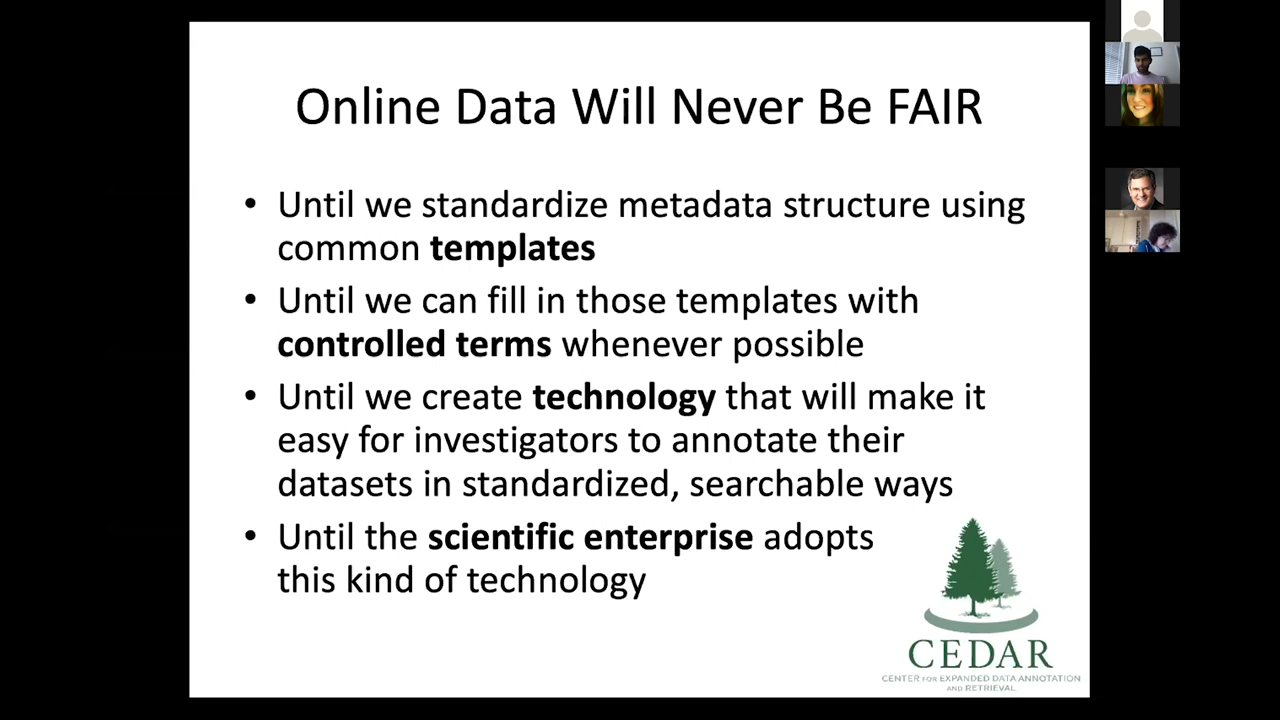 Online Data Will Never Be FAIR
• Until we standardize metadata structure using
common templates
• Until we can fill in those templates with
controlled terms whenever possible
• Until we create technology that will make it
easy for investigators to annotate their
datasets in standardized, searchable ways
• Until the scientific enterprise adopts
this kind of technology
CEDAR
CENTER FOR EXPANDED DATA ANNOTATION
AND RETRIEVAL